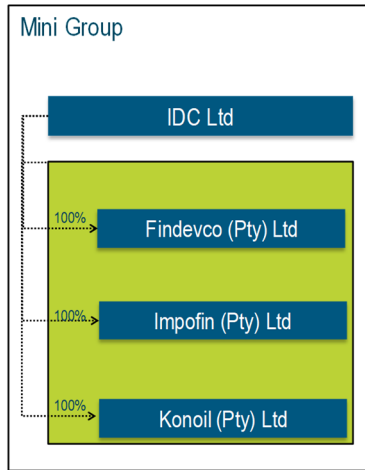 Mini Group
IDC Ltd
100%
Findevco (Pty) Ltd
100%
Impofin (Pty) Ltd
100%
Konoil (Pty) Ltd